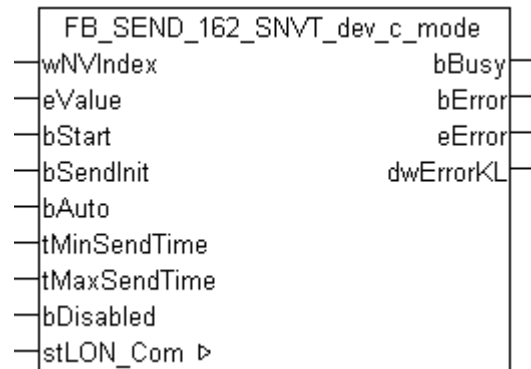 FB_SEND_162_SNVT_dev_c_mode
wNVIndex bBusy
eValue bError
bStart eError
bSendInit dwErrorKL
bAuto
tMinSendTime
tMaxSendTime
bDisabled
stLON_Com ▷